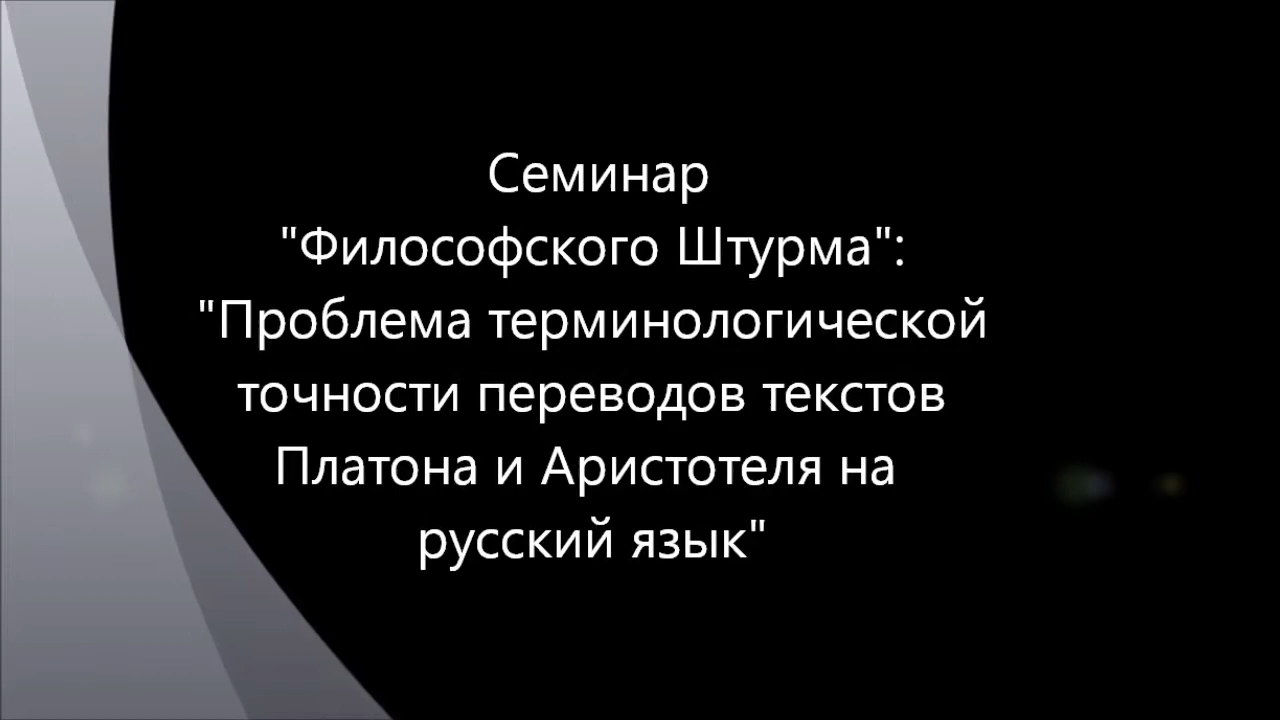 Семинар
"Философского Штурма":
"Проблема терминологической
точности переводов текстов
Платона и Аристотеля на
русский язык"